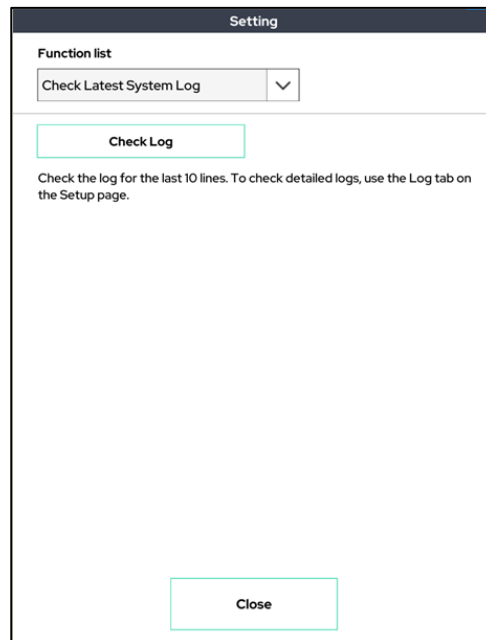 Setting
Function list
Check Latest System Log
Check Log
Check the log for the last 10 lines. To check detailed logs, use the Log tab on
the Setup page.
Close